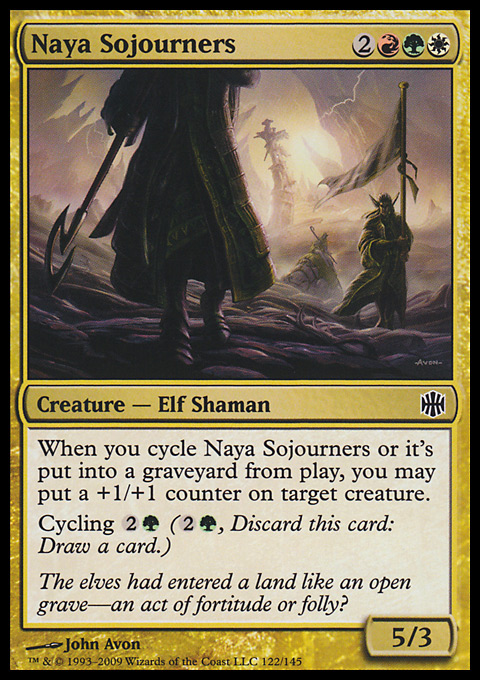 Naya Sojourners 2
AVON
Creature — Elf Shaman
When you cycle Naya Sojourners or it's
put into a graveyard from play, you may
put a +1/+1 counter on target creature.
Cycling 2 (2, Discard this card:
Draw a card.)
The elves had entered a land like an open
grave—an act of fortitude or folly?
John Avon
5/3
™ & © 1993–2009 Wizards of the Coast LLC 122/145